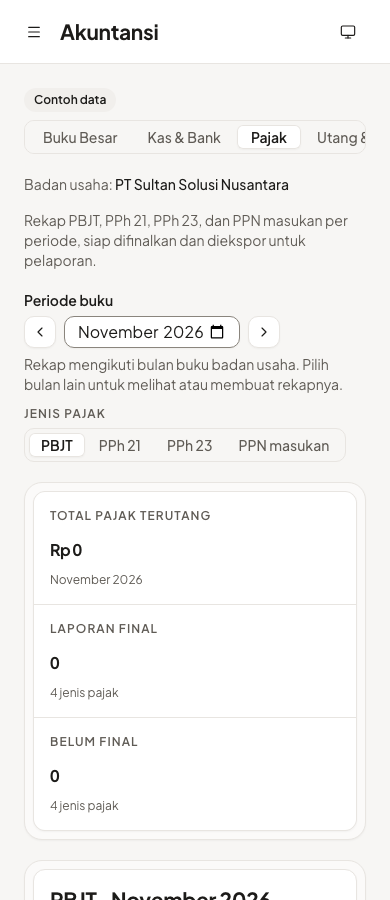 Akuntansi
Contoh data
Buku Besar
Kas & Bank
Pajak
Utang &
Badan usaha: PT Sultan Solusi Nusantara
Rekap PBJT, PPh 21, PPh 23, dan PPN masukan per
periode, siap difinalkan dan diekspor untuk
pelaporan.
Periode buku
November 2026
Rekap mengikuti bulan buku badan usaha. Pilih
bulan lain untuk melihat atau membuat rekapnya.
JENIS PAJAK
PBJT
PPh 21
PPh 23
PPN masukan
TOTAL PAJAK TERUTANG
Rp 0
November 2026
LAPORAN FINAL
0
4 jenis pajak
BELUM FINAL
0
4 jenis pajak
PBJT · November 2026